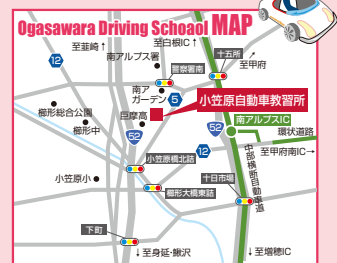 Ogasawara Driving Schoaol MAP
至韮崎↑
至白根IC↑
十五所
12
南アルプス署
警察署南
至甲府
南ア
ガーデン
5
小笠原自動車教習所
櫛形総合公園
巨摩高
52
南アルプスIC
櫛形中
52
環状道路
12
至甲府南IC→
小笠原橋北詰
中部横断自動車道
小笠原小
十日市場
櫛形大橋東詰
下町
↓至身延・鰍沢
↓至増穂IC